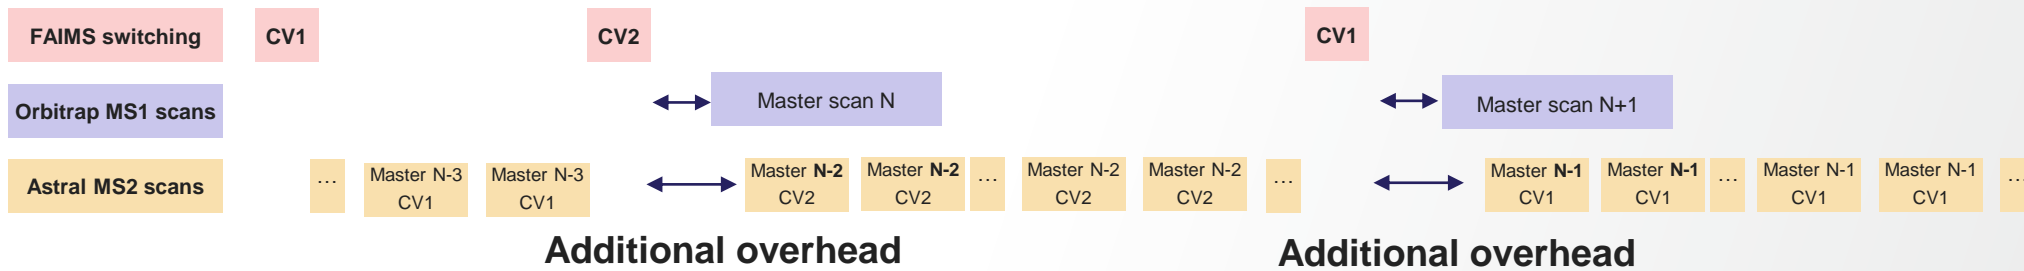 FAIMS switching
CV1
CV2
CV1
Orbitrap MS1 scans
Master scan N
Master scan N+1
Astral MS2 scans
...
Master N-3
CV1
Master N-3
CV1
Master N-2
CV2
Master N-2
CV2
...
Master N-2
CV2
Master N-2
CV2
...
Master N-1
CV1
Master N-1
CV1
...
Master N-1
CV1
Master N-1
CV1
...
Additional overhead
Additional overhead